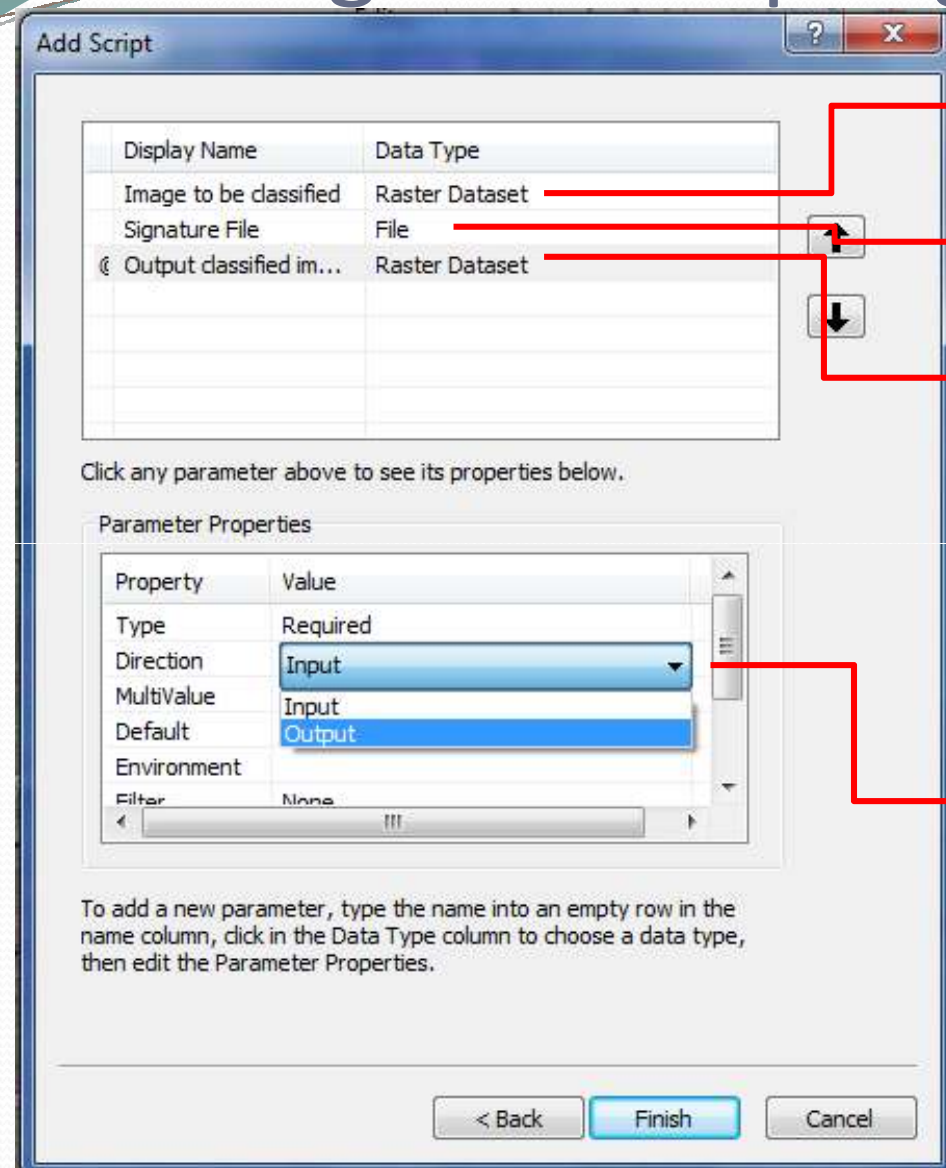 Add Script
Display Name Data Type
Image to be classified Raster Dataset
Signature File File
Output classified im... Raster Dataset
Click any parameter above to see its properties below.
Parameter Properties
Property Value
Type Required
Direction Input
MultiValue Input
Default Output
Environment
Filter None
To add a new parameter, type the name into an empty row in the
name column, click in the Data Type column to choose a data type,
then edit the Parameter Properties.
< Back Finish Cancel